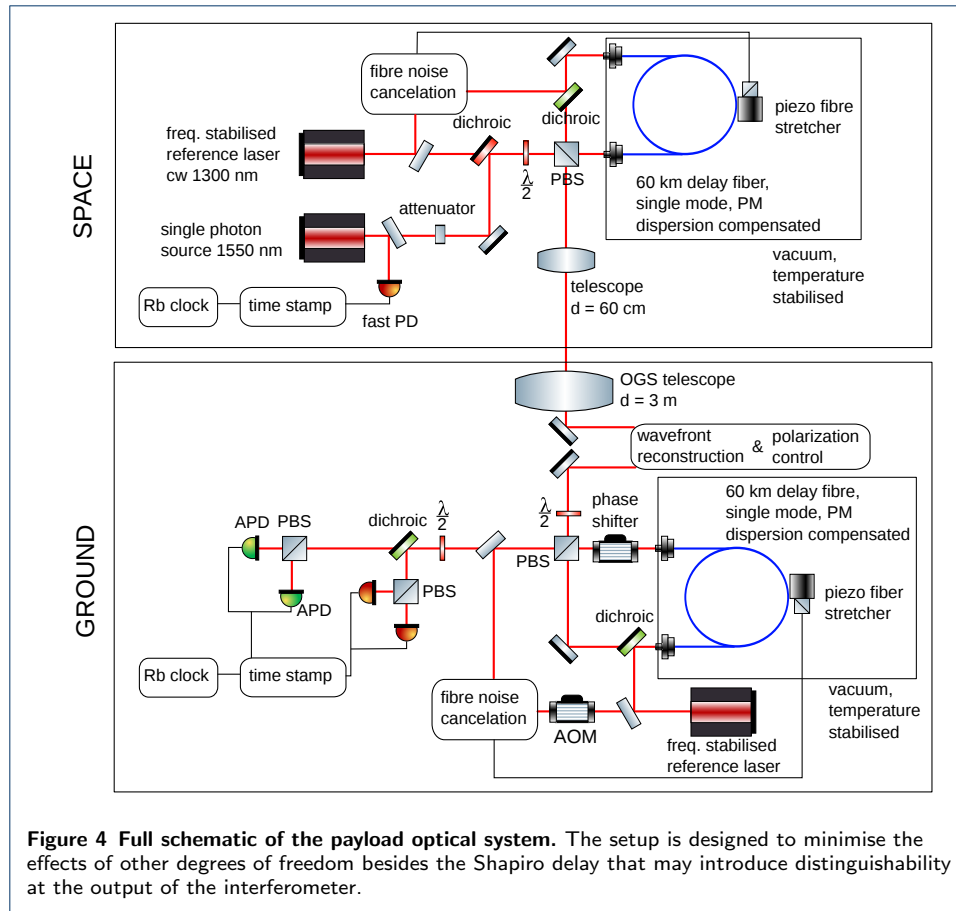 SPACE
fibre noise
cancelation
piezo fibre
stretcher
freq. stabilised
reference laser
cw 1300 nm
dichroic
dichroic
λ
2
PBS
60 km delay fiber,
single mode, PM
dispersion compensated
single photon
source 1550 nm
attenuator
vacuum,
temperature
stabilised
telescope
d = 60 cm
Rb clock
time stamp
fast PD
GROUND
OGS telescope
d = 3 m
wavefront
reconstruction
&
polarization
control
60 km delay fibre,
single mode, PM
dispersion compensated
λ
2
phase
shifter
APD
PBS
dichroic
λ
2
PBS
APD
PBS
piezo fiber
stretcher
dichroic
Rb clock
time stamp
fibre noise
cancelation
AOM
freq. stabilised
reference laser
vacuum,
temperature
stabilised
Figure 4 Full schematic of the payload optical system. The setup is designed to minimise the
effects of other degrees of freedom besides the Shapiro delay that may introduce distinguishability
at the output of the interferometer.